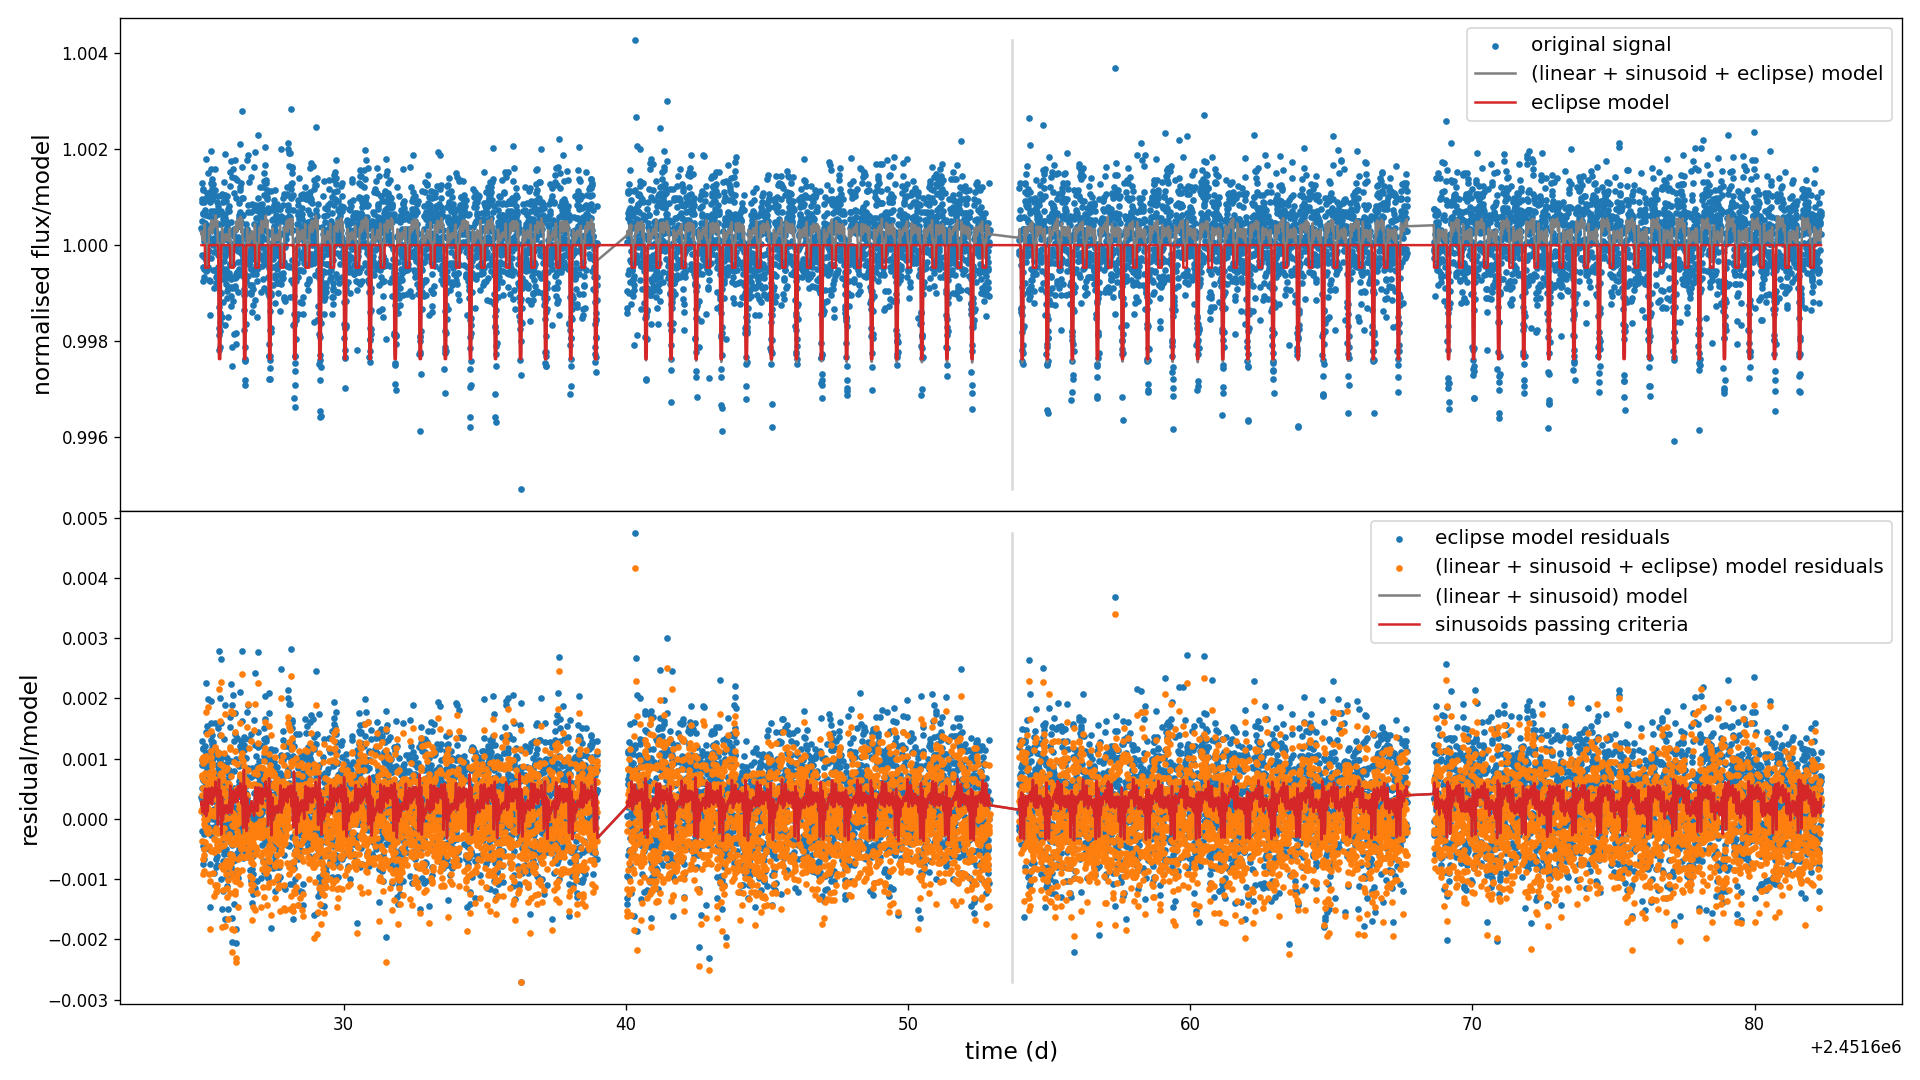 normalised flux/model
1.004
1.002
1.000
0.998
0.996
original signal
(linear + sinusoid + eclipse) model
eclipse model
residual/model
0.005
0.004
0.003
0.002
0.001
0.000
−0.001
−0.002
−0.003
eclipse model residuals
(linear + sinusoid + eclipse) model residuals
(linear + sinusoid) model
sinusoids passing criteria
30 40 50 60 70 80
time (d)
+2.4516e6